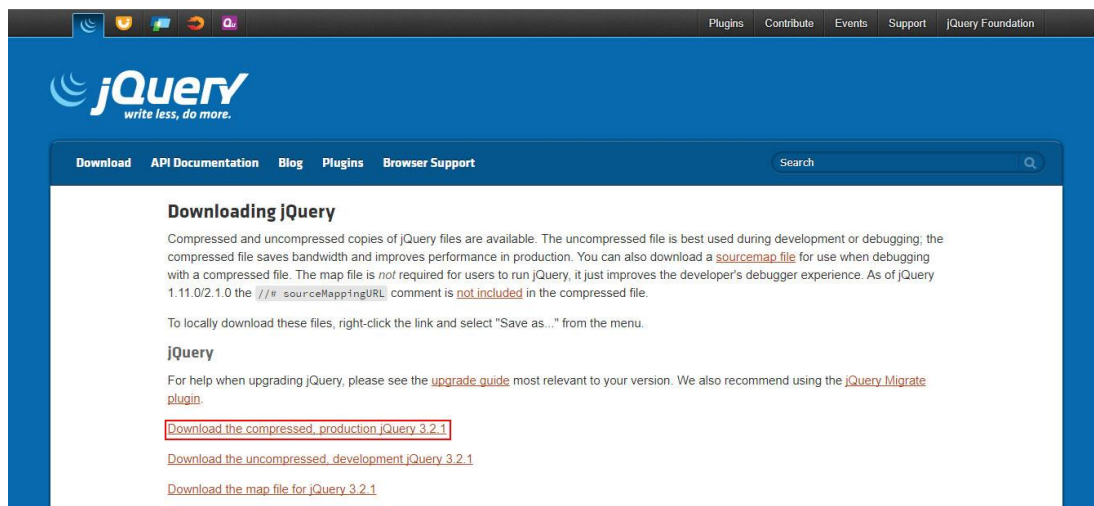 Plugins Contribute Events Support jQuery Foundation
jQuery
write less, do more.
Download API Documentation Blog Plugins Browser Support Search
Downloading jQuery
Compressed and uncompressed copies of jQuery files are available. The uncompressed file is best used during development or debugging; the
compressed file saves bandwidth and improves performance in production. You can also download a sourcemap file for use when debugging
with a compressed file. The map file is not required for users to run jQuery, it just improves the developer's debugger experience. As of jQuery
1.11.0/2.1.0 the //# sourceMappingURL comment is not included in the compressed file.
To locally download these files, right-click the link and select "Save as..." from the menu.
jQuery
For help when upgrading jQuery, please see the upgrade guide most relevant to your version. We also recommend using the jQuery Migrate
plugin.
Download the compressed, production jQuery 3.2.1
Download the uncompressed, development jQuery 3.2.1
Download the map file for jQuery 3.2.1